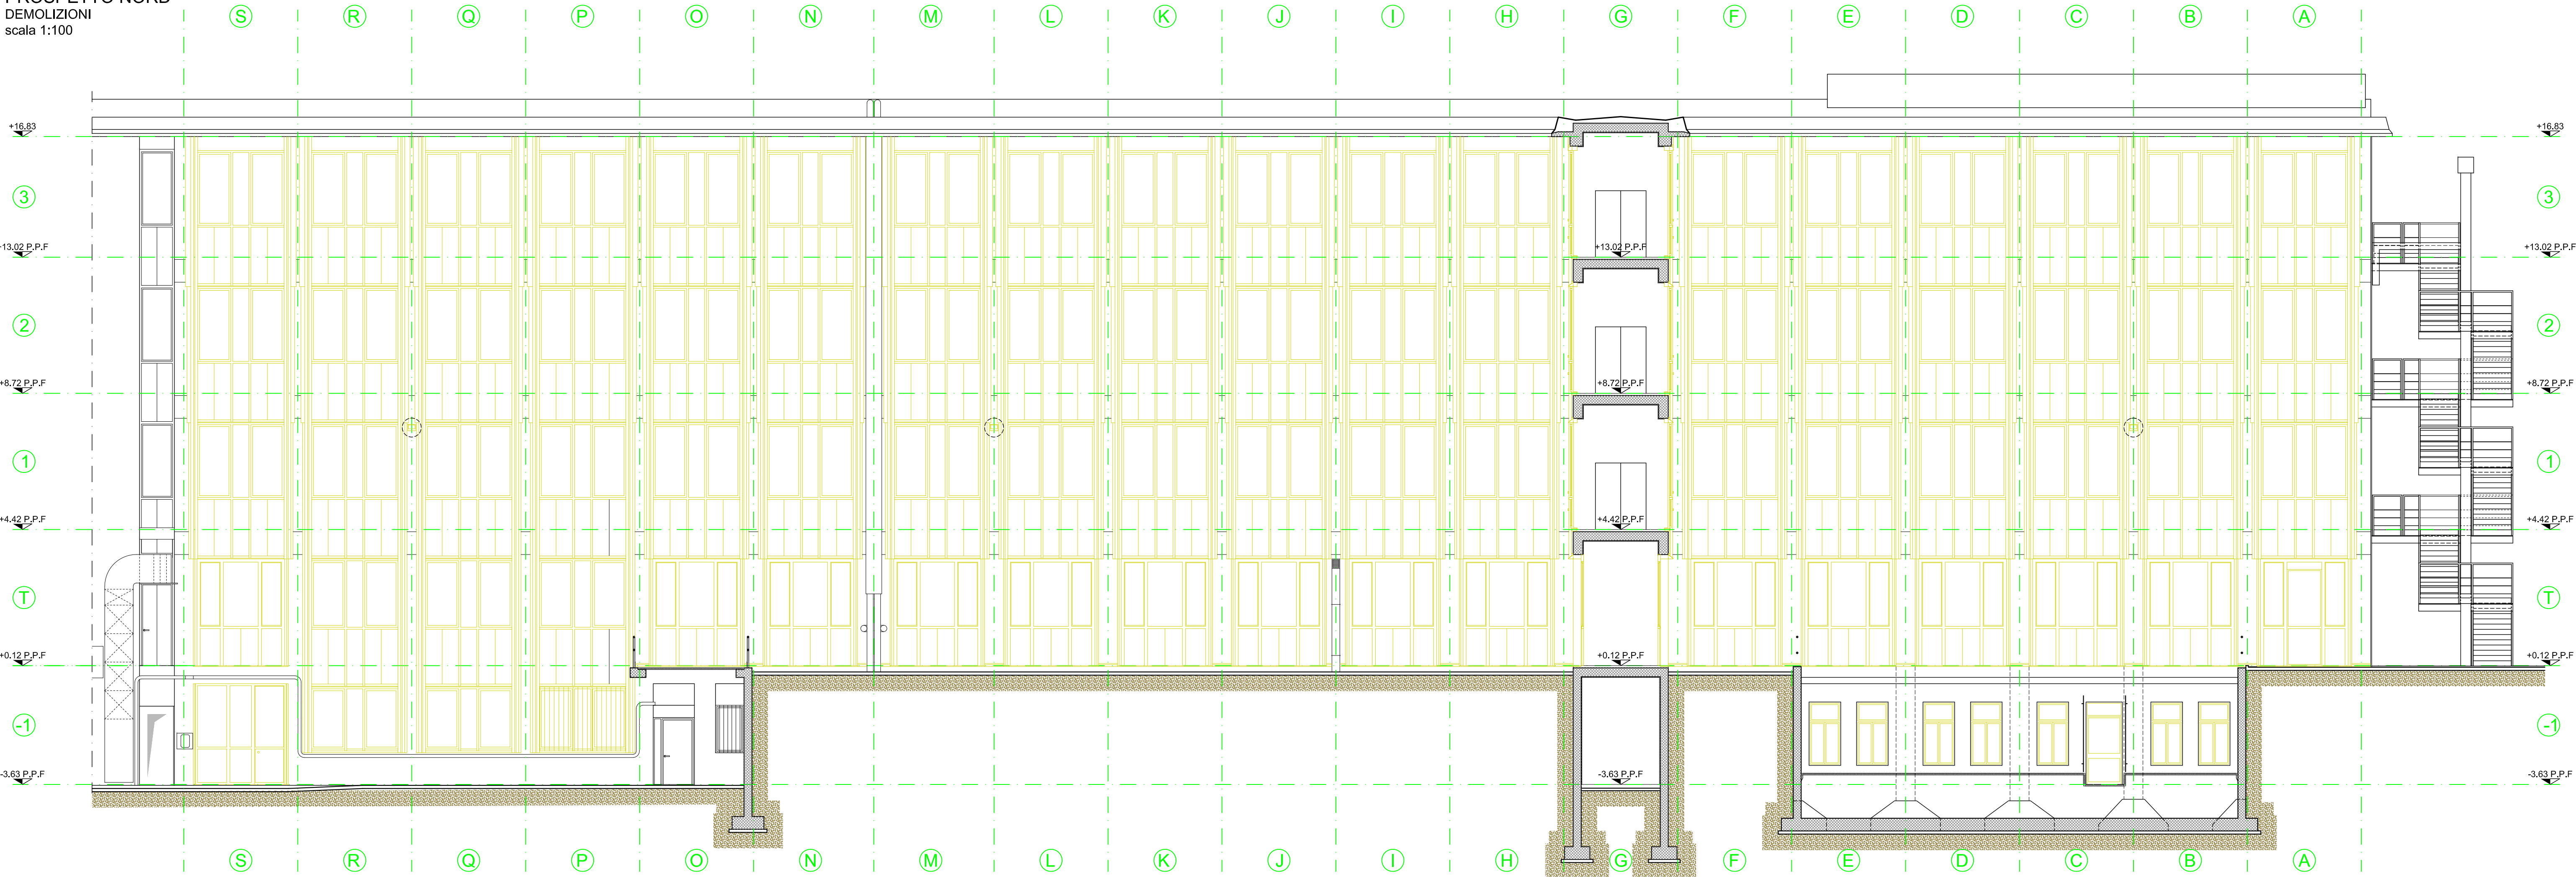 PROSPETTO NORD
DEMOLIZIONI
scala 1:100
S R Q P O N M L K J I H G F E D C B A
+16.83 +16.83
3 3
+13.02 P.P.F +13.02 P.P.F +13.02 P.P.F
2 2
+8.72 P.P.F +8.72 P.P.F +8.72 P.P.F
1 1
+4.42 P.P.F +4.42 P.P.F +4.42 P.P.F
T T
+0.12 P.P.F +0.12 P.P.F +0.12 P.P.F
-1 -1
-3.63 P.P.F -3.63 P.P.F -3.63 P.P.F
S R Q P O N M L K J I H G F E D C B A